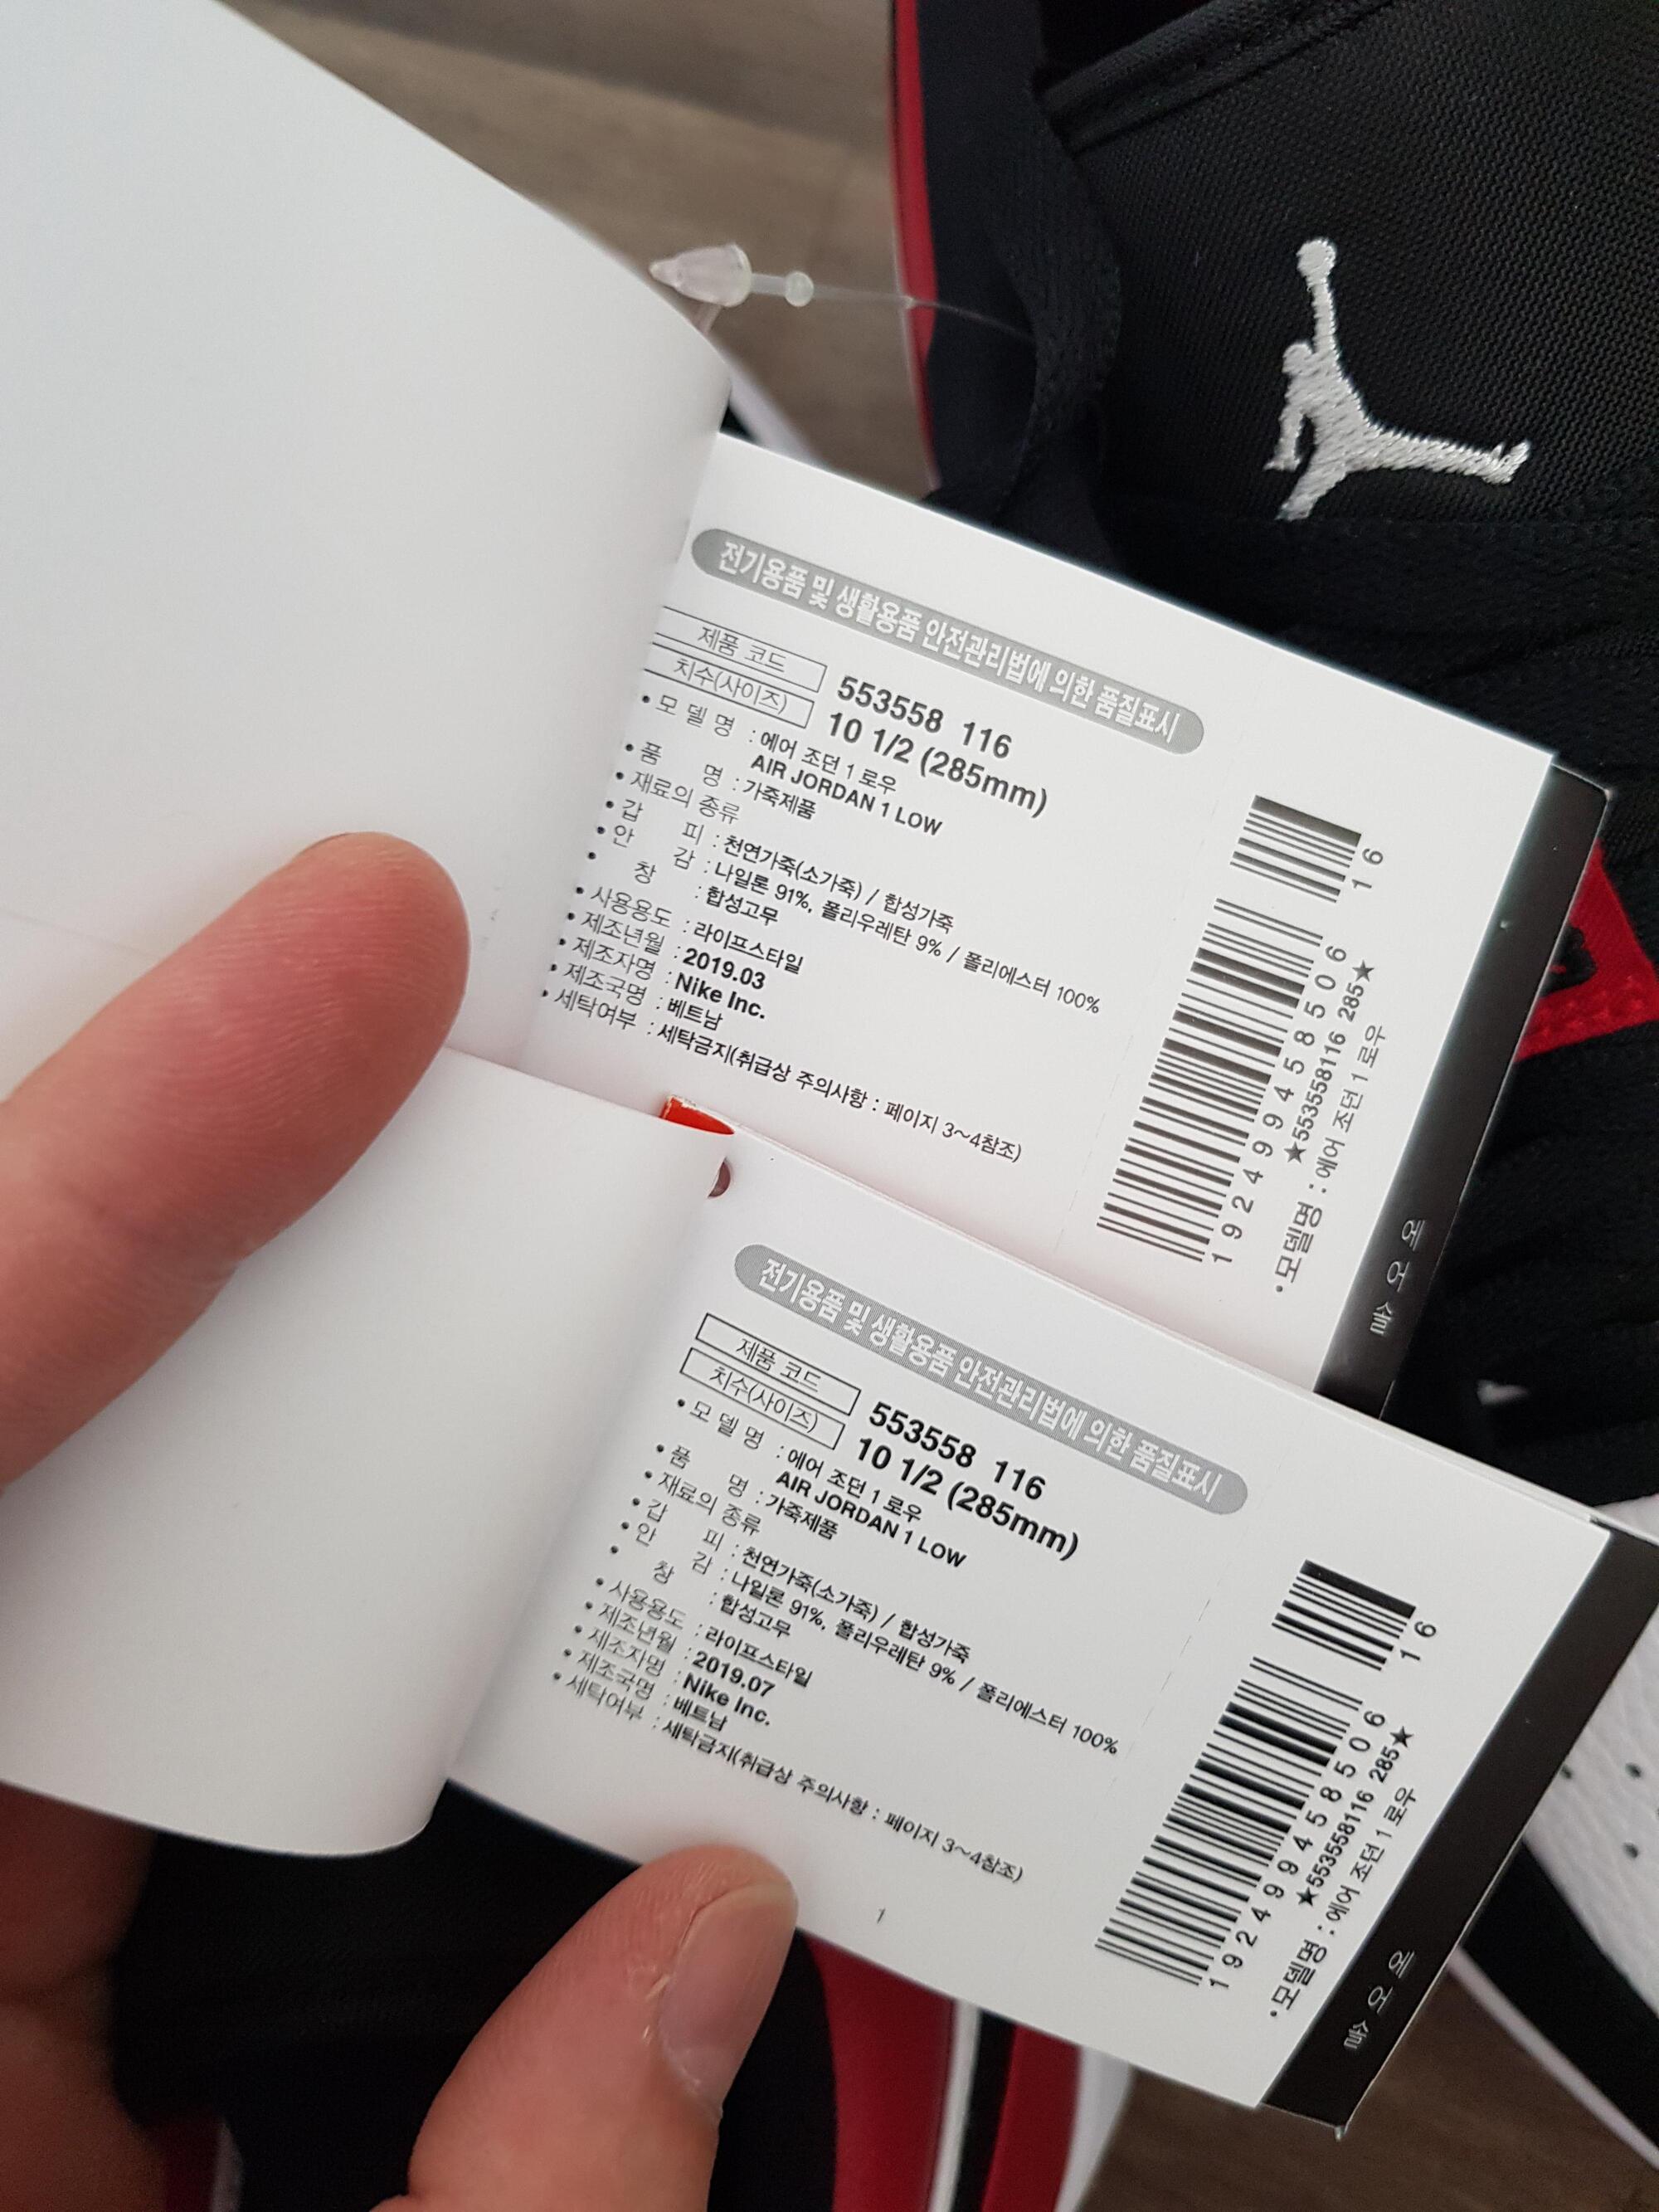 전기용품 및 생활용품 안전관리법에 의한 품질표시
제품 코드 553558 116
치수(사이즈) 10 1/2 (285mm)
• 모 델 명 : 에어 조던 1 로우
AIR JORDAN 1 LOW
• 품 명 : 가죽제품
• 재료의 종류
• 갑 피 : 천연가죽(소가죽) / 합성가죽
• 안 감 : 나일론 91%, 폴리우레탄 9% / 폴리에스터 100%
• 창 : 합성고무
• 사용용도 : 라이프스타일
• 제조년월 : 2019.03
• 제조자명 : Nike Inc.
• 제조국명 : 베트남
• 세탁여부 : 세탁금지(취급상 주의사항 : 페이지 3~4참조)
192499458506 16
★553558116 285★
•모델명 : 에어 조던 1 로우
에 어 솔
전기용품 및 생활용품 안전관리법에 의한 품질표시
제품 코드 553558 116
치수(사이즈) 10 1/2 (285mm)
• 모 델 명 : 에어 조던 1 로우
AIR JORDAN 1 LOW
• 품 명 : 가죽제품
• 재료의 종류
• 갑 피 : 천연가죽(소가죽) / 합성가죽
• 안 감 : 나일론 91%, 폴리우레탄 9% / 폴리에스터 100%
• 창 : 합성고무
• 사용용도 : 라이프스타일
• 제조년월 : 2019.07
• 제조자명 : Nike Inc.
• 제조국명 : 베트남
• 세탁여부 : 세탁금지(취급상 주의사항 : 페이지 3~4참조)
1
192499458506 16
★553558116 285★
•모델명 : 에어 조던 1 로우
에 어 솔